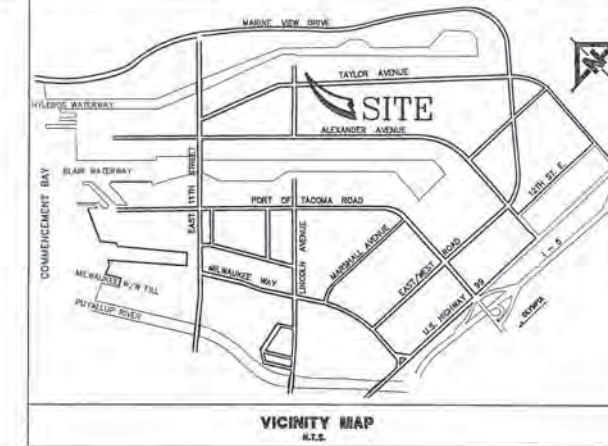 MARINE VIEW DRIVE
TAYLOR AVENUE
HYLEBOS WATERWAY
SITE
ALEXANDER AVENUE
EAST 11TH STREET
BLAIR WATERWAY
12TH ST. E.
COMMENCEMENT BAY
PORT OF TACOMA ROAD
LINCOLN AVENUE
MARSHALL AVENUE
EAST/WEST ROAD
I-5
MILWAUKEE WAY
MILWAUKEE W/W FILL
U.S. HIGHWAY 99
OLYMPIA
PUYALLUP RIVER
VICINITY MAP
N.T.S.